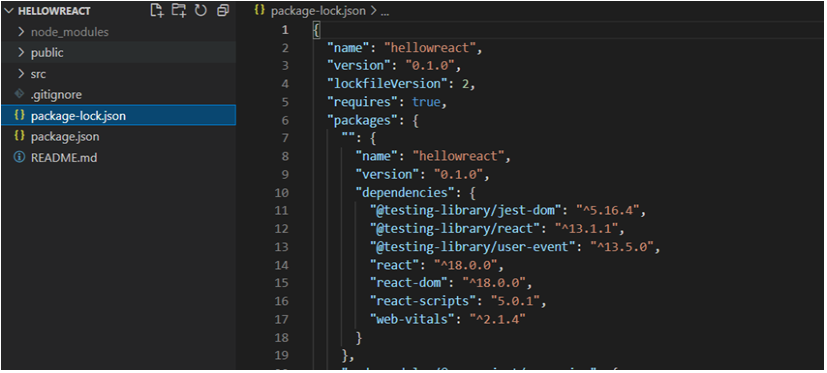 HELLOWREACT
node_modules
public
src
.gitignore
{} package-lock.json
{} package.json
README.md
{} package-lock.json > ...
1 {
2 "name": "hellowreact",
3 "version": "0.1.0",
4 "lockfileVersion": 2,
5 "requires": true,
6 "packages": {
7 "": {
8 "name": "hellowreact",
9 "version": "0.1.0",
10 "dependencies": {
11 "@testing-library/jest-dom": "^5.16.4",
12 "@testing-library/react": "^13.1.1",
13 "@testing-library/user-event": "^13.5.0",
14 "react": "^18.0.0",
15 "react-dom": "^18.0.0",
16 "react-scripts": "5.0.1",
17 "web-vitals": "^2.1.4"
18 }
19 },